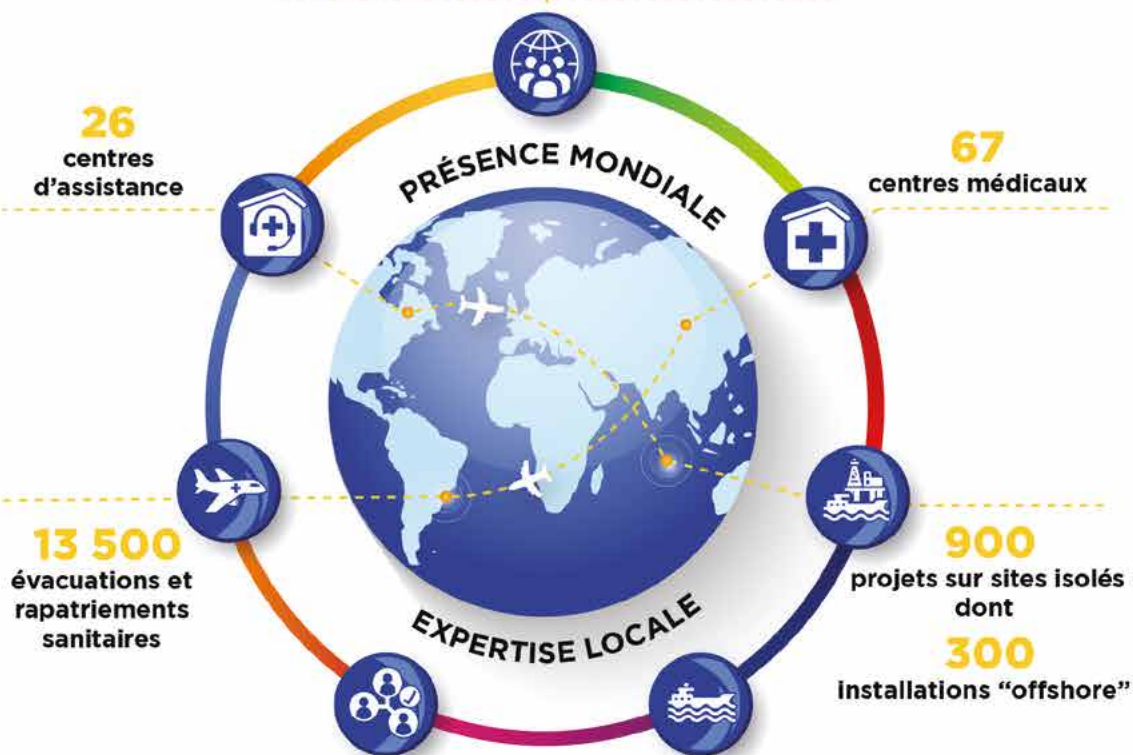 26
centres
d'assistance
PRÉSENCE MONDIALE
67
centres médicaux
13 500
évacuations et
rapatriements
sanitaires
EXPERTISE LOCALE
900
projets sur sites isolés
dont
300
installations “offshore”